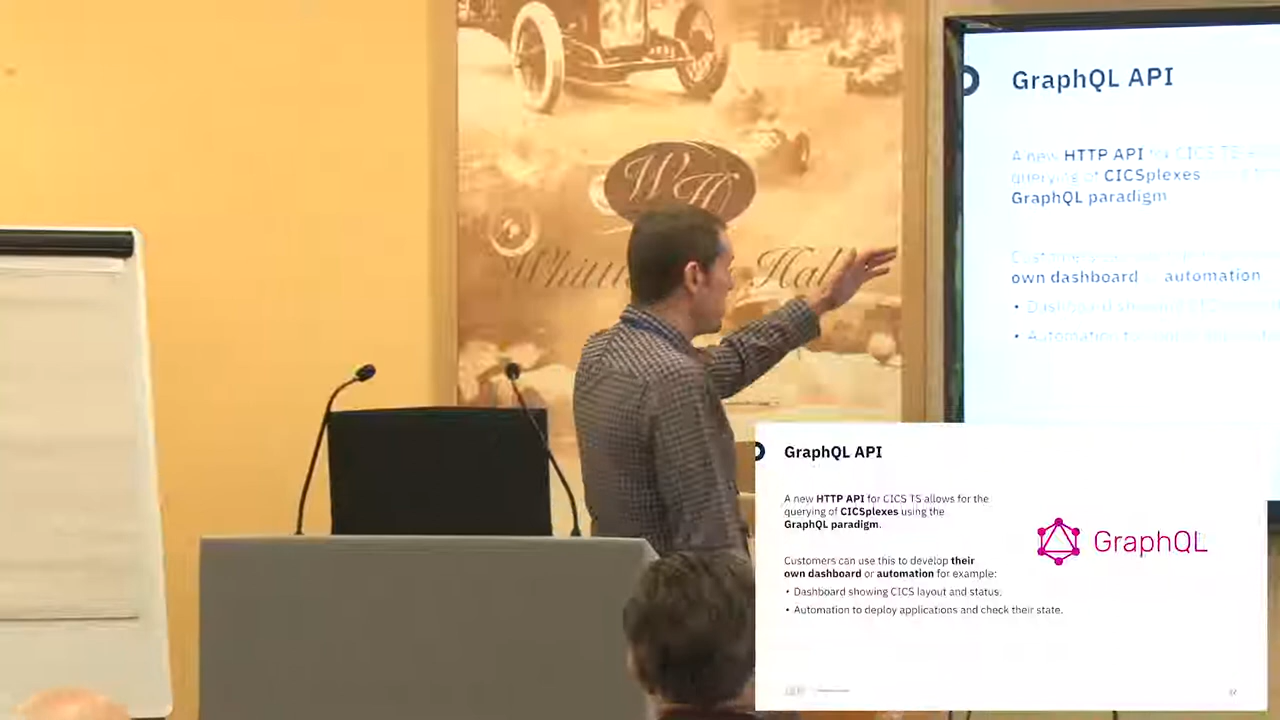 WH
Whitt
Hall
GraphQL API
A new HTTP API for CICS TS
querying of CICSplexes
GraphQL paradigm
own dashboard automation
GraphQL API
A new HTTP API for CICS TS allows for the
querying of CICSplexes using the
GraphQL paradigm.
Customers can use this to develop their
own dashboard or automation for example:
• Dashboard showing CICS layout and status.
• Automation to deploy applications and check their state.
GraphQL